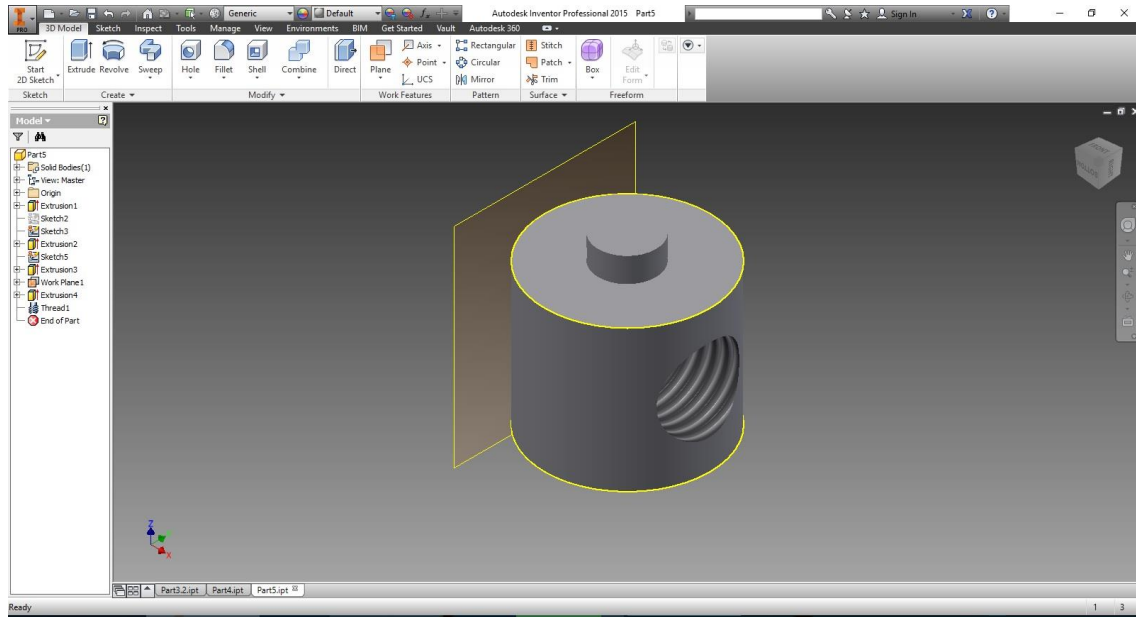 Generic Default Autodesk Inventor Professional 2015 Part5 Sign In
PRO 3D Model Sketch Inspect Tools Manage View Environments BIM Get Started Vault Autodesk 360
Start 2D Sketch Extrude Revolve Sweep Hole Fillet Shell Combine Direct Plane Axis Rectangular Stitch Box Edit Form
Point Circular Patch
UCS Mirror Trim
Sketch Create Modify Work Features Pattern Surface Freeform
Model
Part5
Solid Bodies(1)
View: Master
Origin
Extrusion1
Sketch2
Sketch3
Extrusion2
Sketch5
Extrusion3
Work Plane1
Extrusion4
Thread1
End of Part
FRONT
BOTTOM
Z
X
Part3.2.ipt Part4.ipt Part5.ipt
Ready 1 3